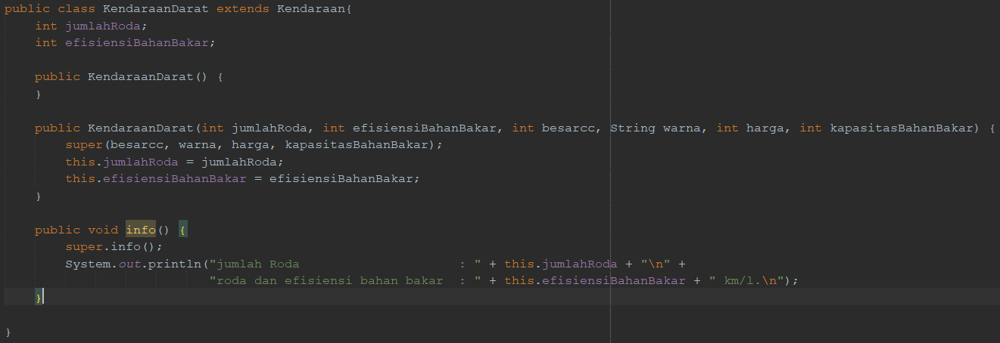 public class KendaraanDarat extends Kendaraan{
    int jumlahRoda;
    int efisiensiBahanBakar;

    public KendaraanDarat() {
    }

    public KendaraanDarat(int jumlahRoda, int efisiensiBahanBakar, int besarcc, String warna, int harga, int kapasitasBahanBakar) {
        super(besarcc, warna, harga, kapasitasBahanBakar);
        this.jumlahRoda = jumlahRoda;
        this.efisiensiBahanBakar = efisiensiBahanBakar;
    }

    public void info() {
        super.info();
        System.out.println("jumlah Roda                     : " + this.jumlahRoda + "\n" +
                           "roda dan efisiensi bahan bakar  : " + this.efisiensiBahanBakar + " km/l.\n");
    }

}